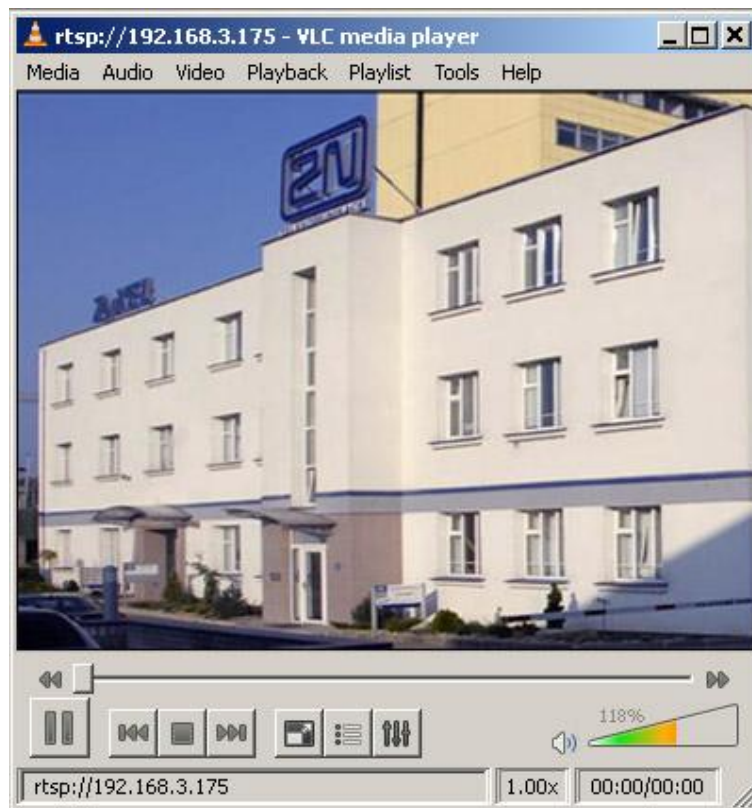 rtsp://192.168.3.175 - VLC media player
Media Audio Video Playback Playlist Tools Help
2N
118%
rtsp://192.168.3.175
1.00x
00:00/00:00